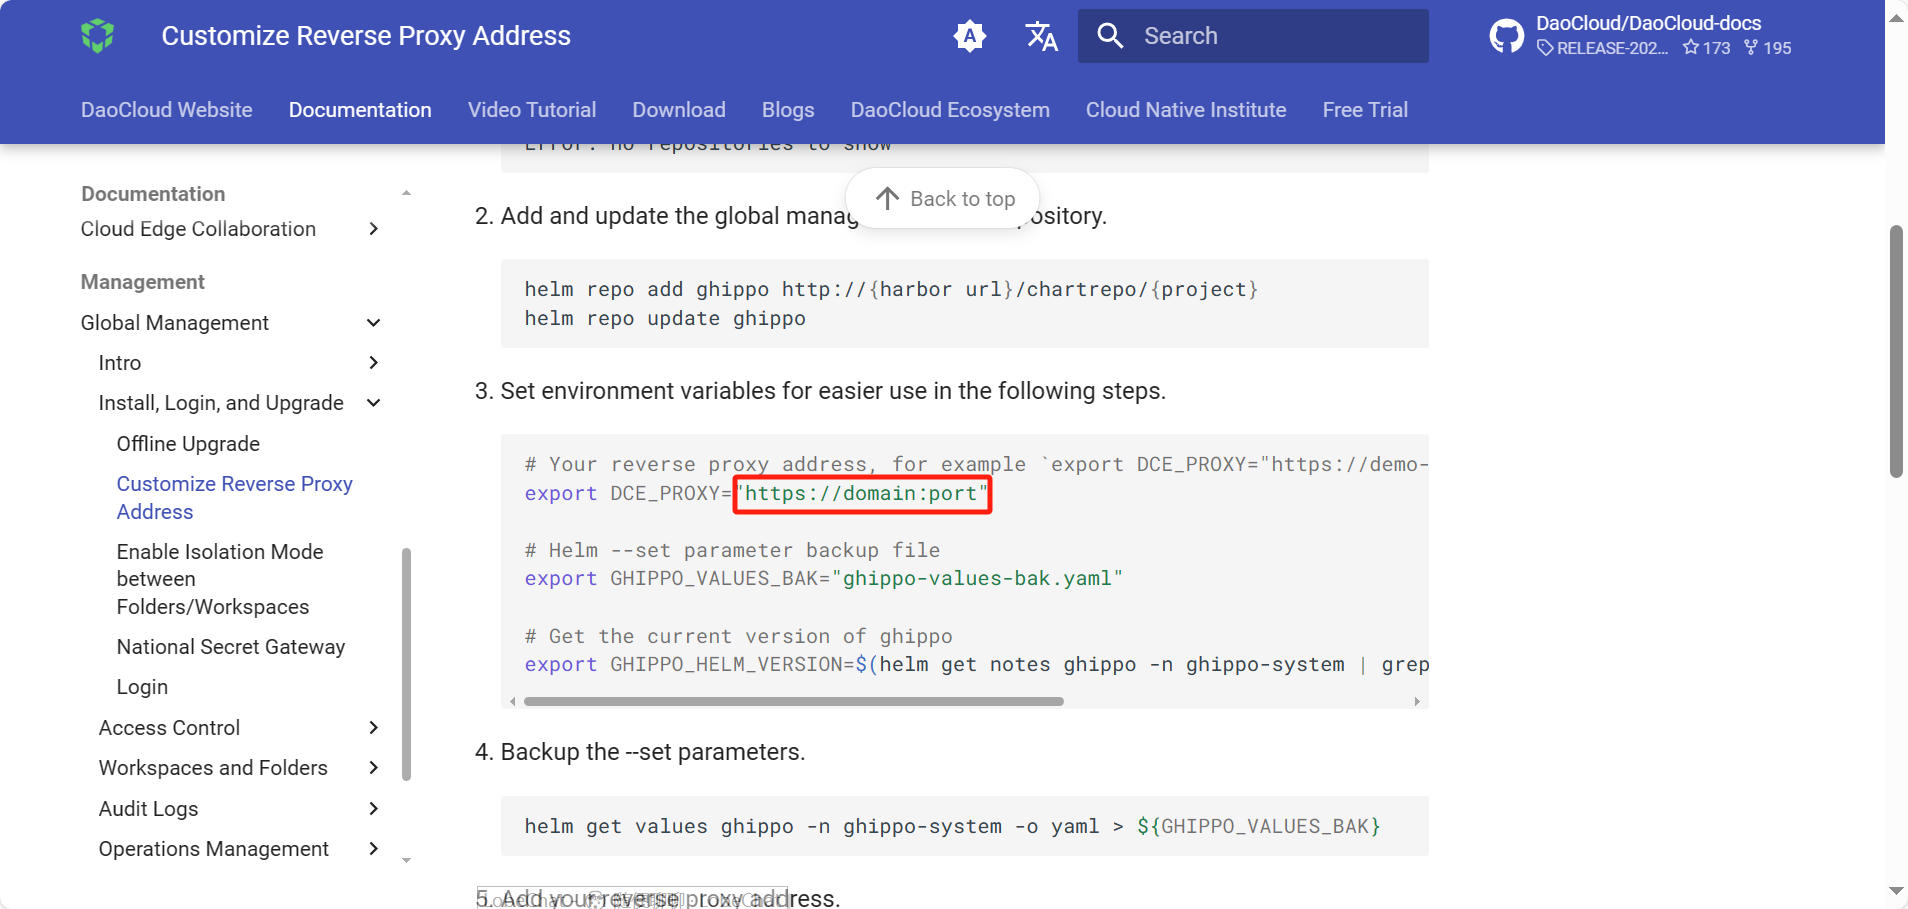 Customize Reverse Proxy Address
A
Search
DaoCloud/DaoCloud-docs
RELEASE-202... 173 195
DaoCloud Website Documentation Video Tutorial Download Blogs DaoCloud Ecosystem Cloud Native Institute Free Trial
Error: no repositories to show
Back to top
Documentation
Cloud Edge Collaboration
Management
Global Management
Intro
Install, Login, and Upgrade
Offline Upgrade
Customize Reverse Proxy
Address
Enable Isolation Mode
between
Folders/Workspaces
National Secret Gateway
Login
Access Control
Workspaces and Folders
Audit Logs
Operations Management
2. Add and update the global manag ository.
helm repo add ghippo http://{harbor url}/chartrepo/{project}
helm repo update ghippo
3. Set environment variables for easier use in the following steps.
# Your reverse proxy address, for example `export DCE_PROXY="https://demo-
export DCE_PROXY="https://domain:port"
# Helm --set parameter backup file
export GHIPPO_VALUES_BAK="ghippo-values-bak.yaml"
# Get the current version of ghippo
export GHIPPO_HELM_VERSION=$(helm get notes ghippo -n ghippo-system | grep
4. Backup the --set parameters.
helm get values ghippo -n ghippo-system -o yaml > ${GHIPPO_VALUES_BAK}
5. Add your reverse proxy address.